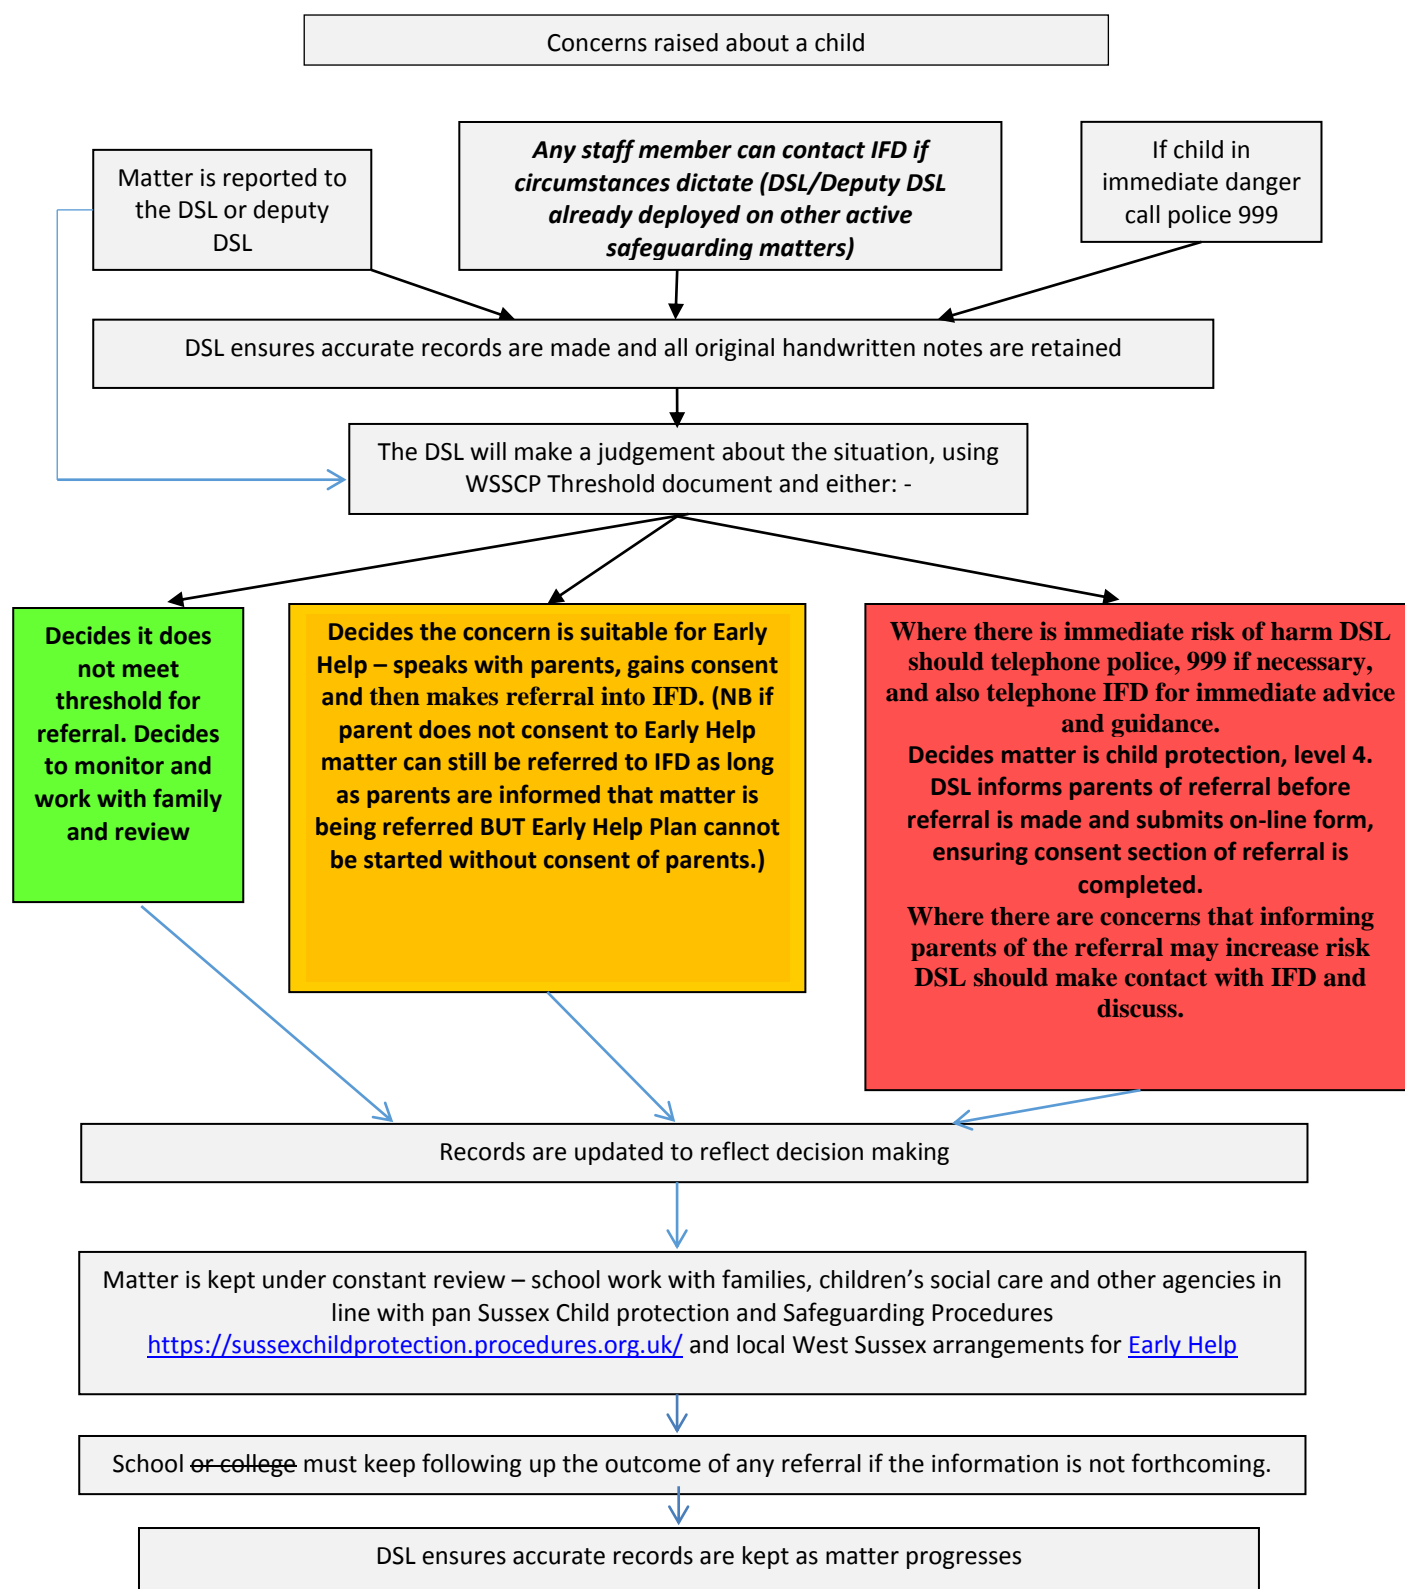 Concerns raised about a child
Matter is reported to
the DSL or deputy
DSL
Any staff member can contact IFD if
circumstances dictate (DSL/Deputy DSL
already deployed on other active
safeguarding matters)
If child in
immediate danger
call police 999
DSL ensures accurate records are made and all original handwritten notes are retained
The DSL will make a judgement about the situation, using
WSSCP Threshold document and either: -
Decides it does
not meet
threshold for
referral. Decides
to monitor and
work with family
and review
Decides the concern is suitable for Early
Help – speaks with parents, gains consent
and then makes referral into IFD. (NB if
parent does not consent to Early Help
matter can still be referred to IFD as long
as parents are informed that matter is
being referred BUT Early Help Plan cannot
be started without consent of parents.)
Where there is immediate risk of harm DSL
should telephone police, 999 if necessary,
and also telephone IFD for immediate advice
and guidance.
Decides matter is child protection, level 4.
DSL informs parents of referral before
referral is made and submits on-line form,
ensuring consent section of referral is
completed.
Where there are concerns that informing
parents of the referral may increase risk
DSL should make contact with IFD and
discuss.
Records are updated to reflect decision making
Matter is kept under constant review – school work with families, children’s social care and other agencies in
line with pan Sussex Child protection and Safeguarding Procedures
https://sussexchildprotection.procedures.org.uk/ and local West Sussex arrangements for Early Help
School or college must keep following up the outcome of any referral if the information is not forthcoming.
DSL ensures accurate records are kept as matter progresses